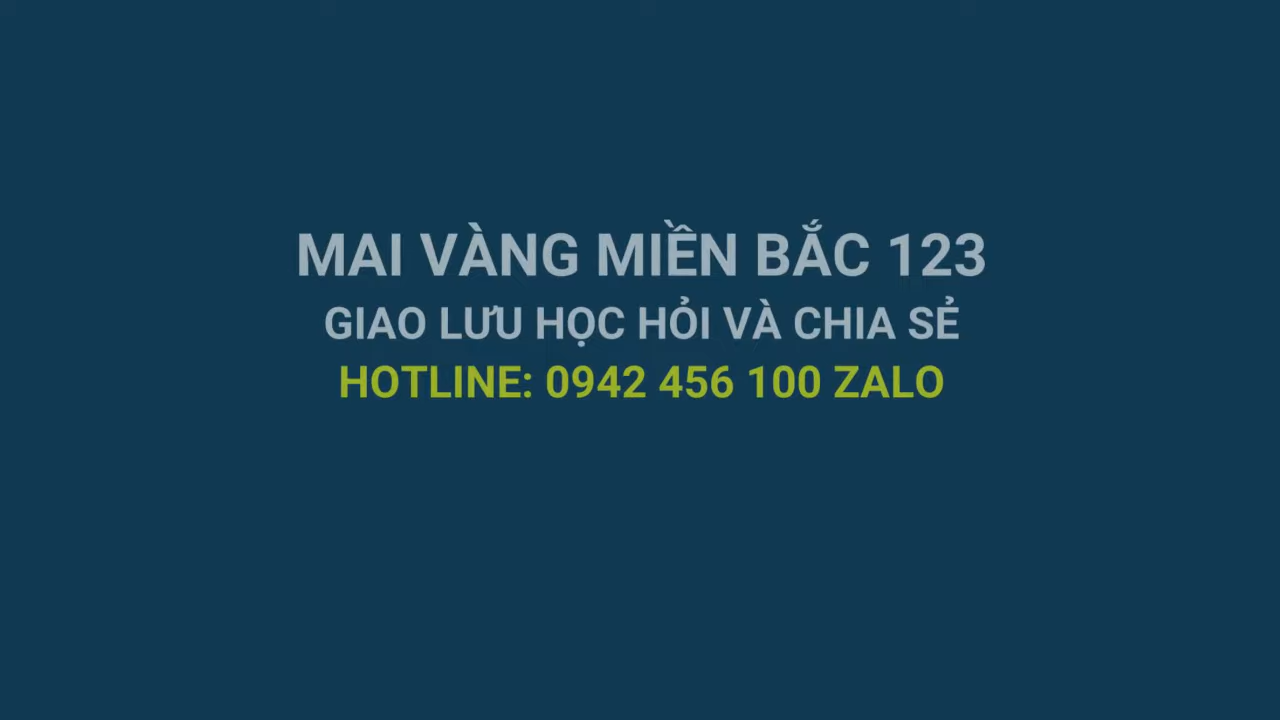 MAI VÀNG MIỀN BẮC 123
GIAO LƯU HỌC HỎI VÀ CHIA SẺ
HOTLINE: 0942 456 100 ZALO